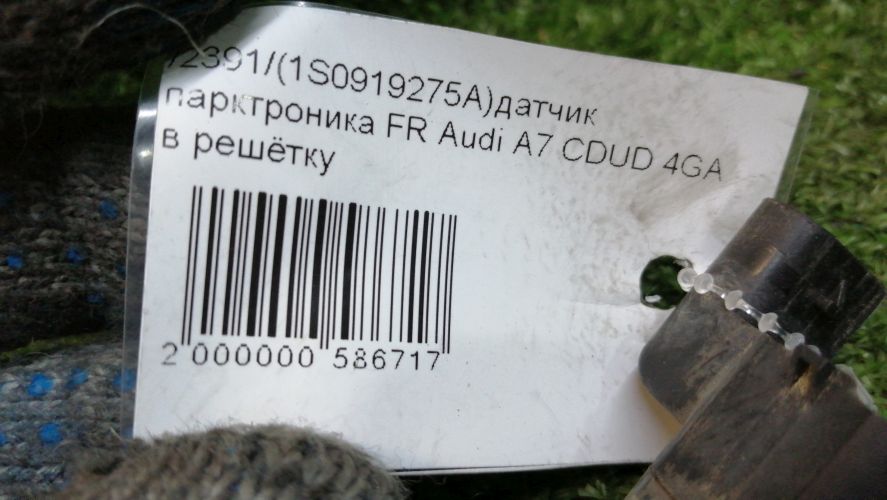 /2391/(1S0919275A)датчик
парктроника FR Audi A7 CDUD 4GA
в решётку
2 000000 586717